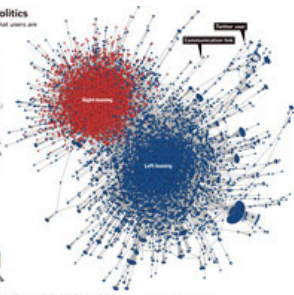 olitics
hat users are
Twitter user
Communication link
Right-leaning
Left-leaning